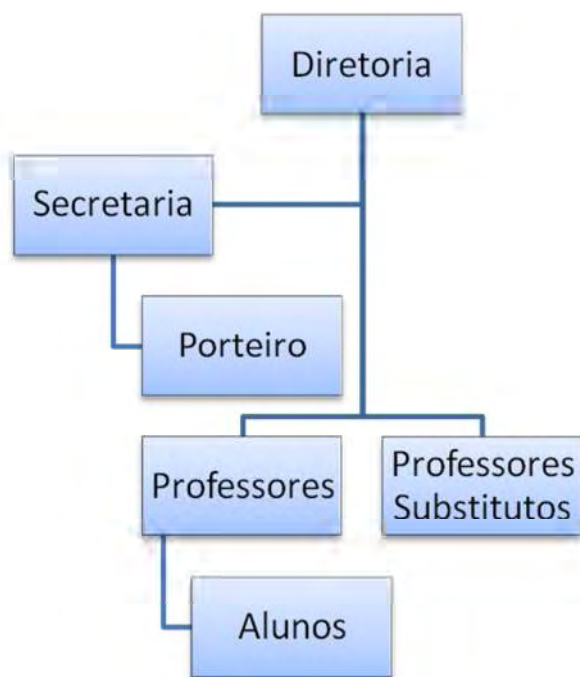 Diretoria
Secretaria
Porteiro
Professores
Professores
Substitutos
Alunos